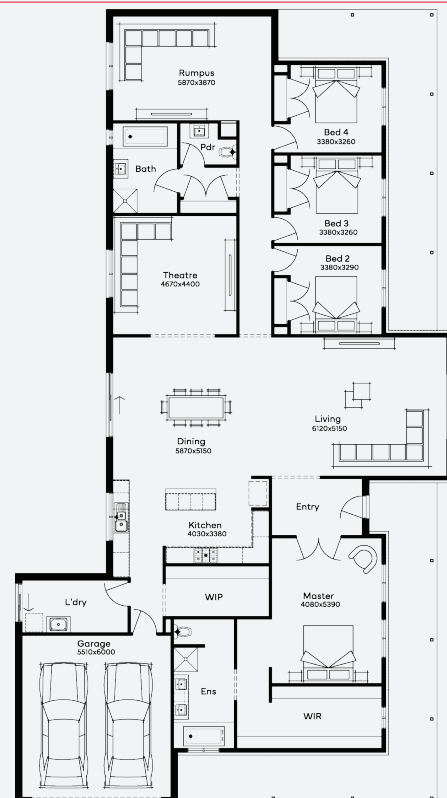 Rumpus
5870x3870
Bed 4
3380x3260
Pdr
Bath
Bed 3
3380x3260
Bed 2
3380x3290
Theatre
4670x4400
Living
6120x5150
Dining
5870x5150
Entry
Kitchen
4030x3380
WIP
Master
4080x5390
L'dry
Garage
5510x6000
Ens
WIR